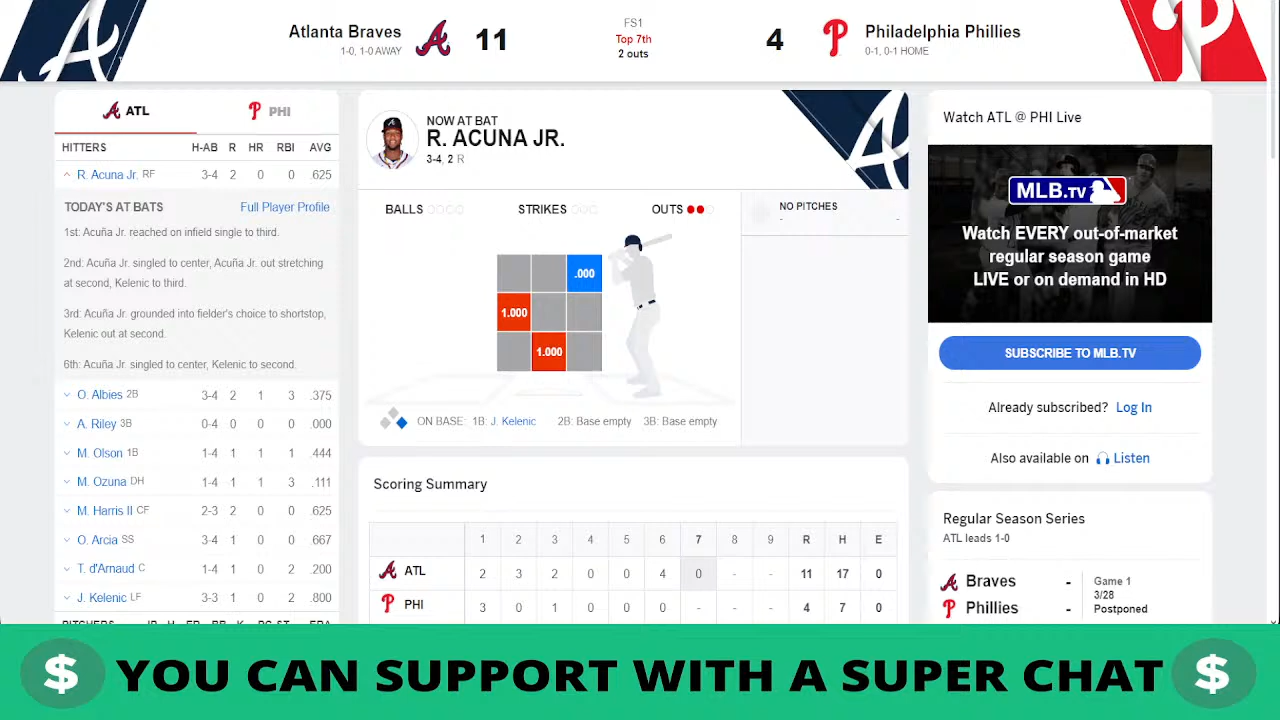 Atlanta Braves
1-0, 1-0 AWAY
11
FS1
Top 7th
2 outs
4
Philadelphia Phillies
0-1, 0-1 HOME
ATL
PHI
HITTERS H-AB R HR RBI AVG
R. Acuna Jr. RF 3-4 2 0 0 .625
TODAY'S AT BATS Full Player Profile
1st: Acuña Jr. reached on infield single to third.
2nd: Acuña Jr. singled to center, Acuña Jr. out stretching
at second, Kelenic to third.
3rd: Acuña Jr. grounded into fielder's choice to shortstop,
Kelenic out at second.
6th: Acuña Jr. singled to center, Kelenic to second.
O. Albies 2B 3-4 2 1 3 .375
A. Riley 3B 0-4 0 0 0 .000
M. Olson 1B 1-4 1 1 1 .444
M. Ozuna DH 1-4 1 1 3 .111
M. Harris II CF 2-3 2 0 0 .625
O. Arcia SS 3-4 1 0 0 .667
T. d'Arnaud C 1-4 1 0 2 .200
J. Kelenic LF 3-3 1 0 2 .800
NOW AT BAT
R. ACUNA JR.
3-4, 2 R
BALLS STRIKES OUTS
.000
1.000
1.000
ON BASE: 1B: J. Kelenic 2B: Base empty 3B: Base empty
NO PITCHES
- -
Scoring Summary
1 2 3 4 5 6 7 8 9 R H E
ATL 2 3 2 0 0 4 0 - - 11 17 0
PHI 3 0 1 0 0 0 - - - 4 7 0
Watch ATL @ PHI Live
MLB.TV
Watch EVERY out-of-market
regular season game
LIVE or on demand in HD
SUBSCRIBE TO MLB.TV
Already subscribed? Log In
Also available on Listen
Regular Season Series
ATL leads 1-0
Braves -
Phillies -
Game 1
3/28
Postponed
$ YOU CAN SUPPORT WITH A SUPER CHAT $